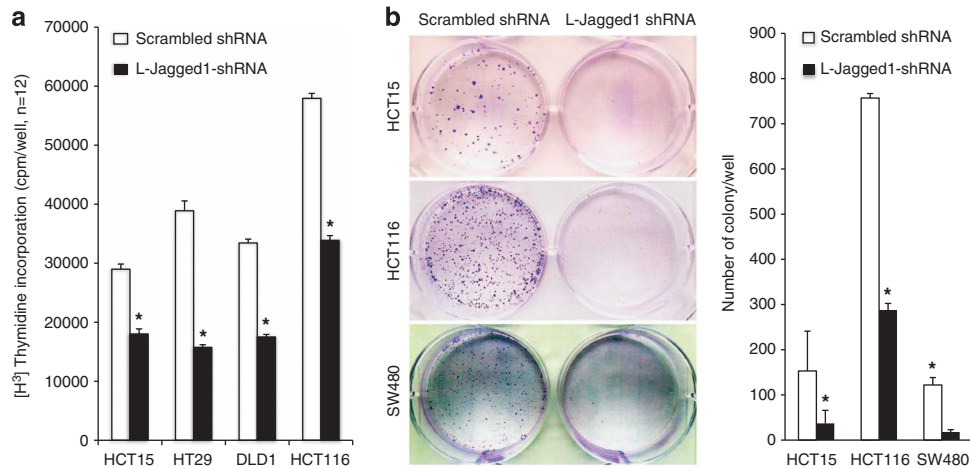 a
[H³] Thymidine incorporation (cpm/well, n=12)
70000
60000
50000
40000
30000
20000
10000
0
Scrambled shRNA
L-Jagged1-shRNA
*
*
*
*
HCT15 HT29 DLD1 HCT116
b
Scrambled shRNA L-Jagged1 shRNA
HCT15
HCT116
SW480
Number of colony/well
900
800
700
600
500
400
300
200
100
0
Scrambled shRNA
L-Jagged1-shRNA
*
*
*
HCT15 HCT116 SW480